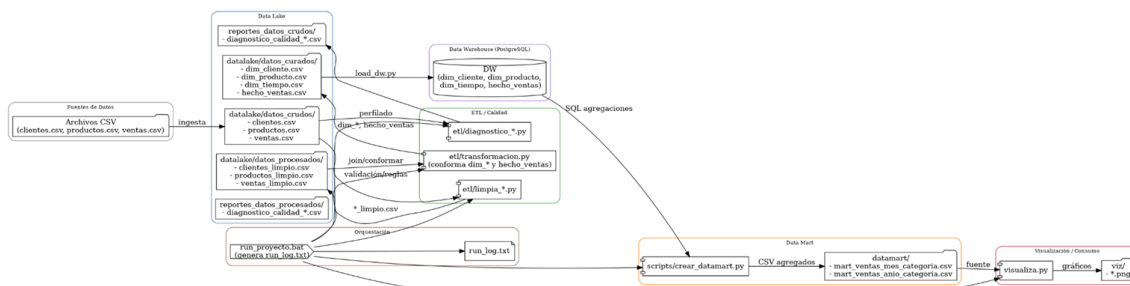 Data Lake
reportes_datos_crudos/
- diagnostico_calidad_*.csv
datalake/datos_curados/
- dim_cliente.csv
- dim_producto.csv
- dim_tiempo.csv
- hecho_ventas.csv
load_dw.py
Data Warehouse (PostgreSQL)
DW
(dim_cliente, dim_producto,
dim_tiempo, hecho_ventas)
SQL agregaciones
Fuentes de Datos
Archivos CSV
(clientes.csv, productos.csv, ventas.csv)
ingesta
datalake/datos_crudos/
- clientes.csv
- productos.csv
- ventas.csv
perfilado
dim_*, hecho_ventas
ETL / Calidad
etl/diagnostico_*.py
etl/transformacion.py
(conforma dim_* y hecho_ventas)
etl/limpia_*.py
datalake/datos_procesados/
- clientes_limpio.csv
- productos_limpio.csv
- ventas_limpio.csv
join/conformar
validación/reglas
*_limpio.csv
reportes_datos_procesados/
- diagnostico_calidad_*.csv
Orquestación
run_proyecto.bat
(genera run_log.txt)
run_log.txt
Data Mart
scripts/crear_datamart.py
CSV agregados
datamart/
- mart_ventas_mes_categoria.csv
- mart_ventas_anio_categoria.csv
fuente
Visualización / Consumo
visualiza.py
gráficos
viz/
- *.png